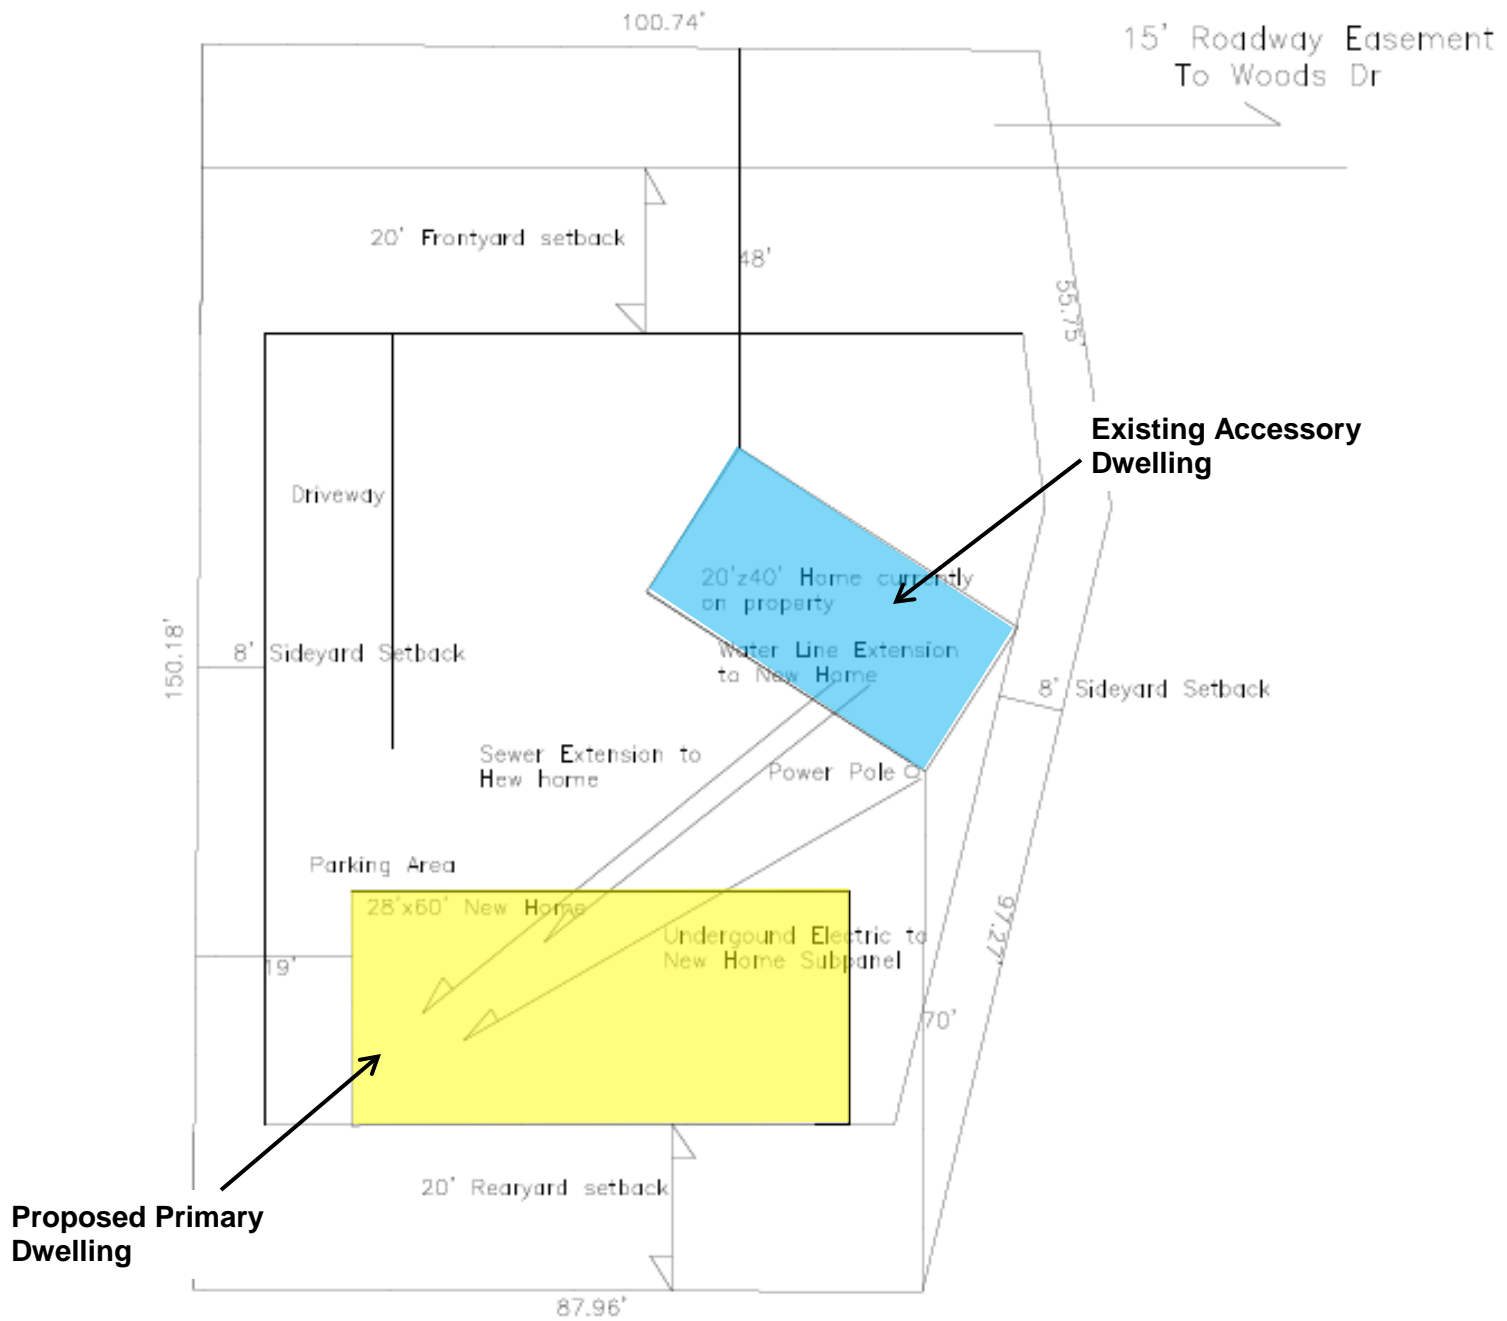 100.74'
15' Roadway Easement
To Woods Dr
20' Frontyard setback
48'
55.75'
Existing Accessory
Dwelling
Driveway
20'z40' Home currently
on property
150.18'
8' Sideyard Setback
Water Line Extension
to New Home
8' Sideyard Setback
Sewer Extension to
Hew home
Power Pole
Parking Area
28'x60' New Home
97.27'
Undergound Electric to
New Home Subpanel
19'
70'
20' Rearyard setback
Proposed Primary
Dwelling
87.96'